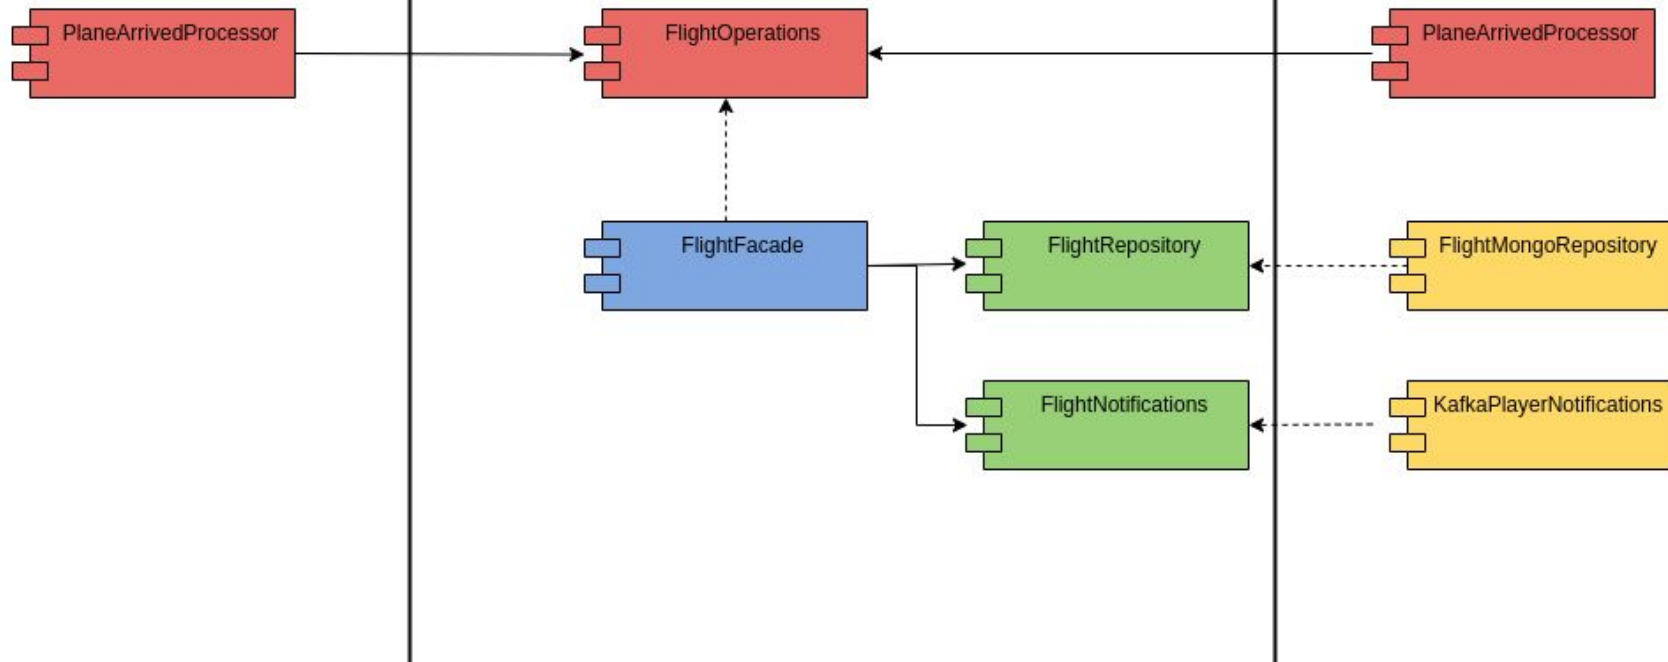 PlaneArrivedProcessor
FlightOperations
PlaneArrivedProcessor
FlightFacade
FlightRepository
FlightMongoRepository
FlightNotifications
KafkaPlayerNotifications